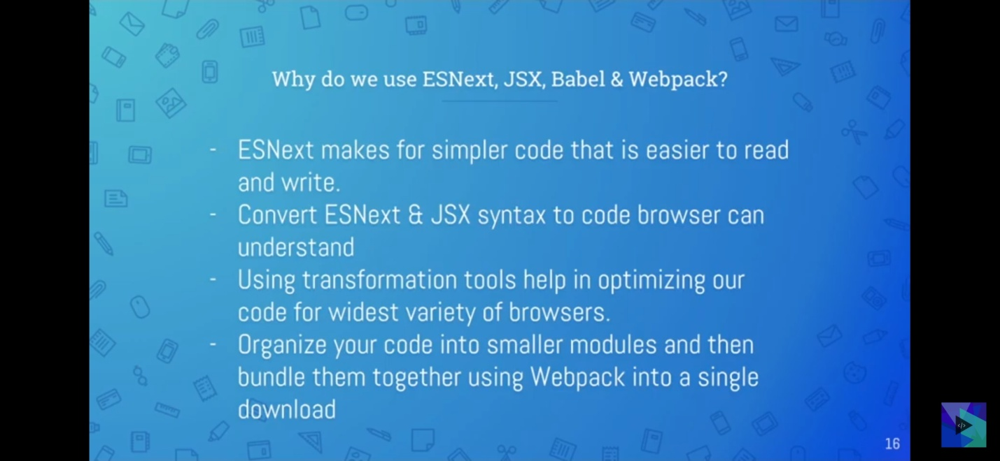 Why do we use ESNext, JSX, Babel & Webpack?
- ESNext makes for simpler code that is easier to read
and write.
- Convert ESNext & JSX syntax to code browser can
understand
- Using transformation tools help in optimizing our
code for widest variety of browsers.
- Organize your code into smaller modules and then
bundle them together using Webpack into a single
download
16
</>